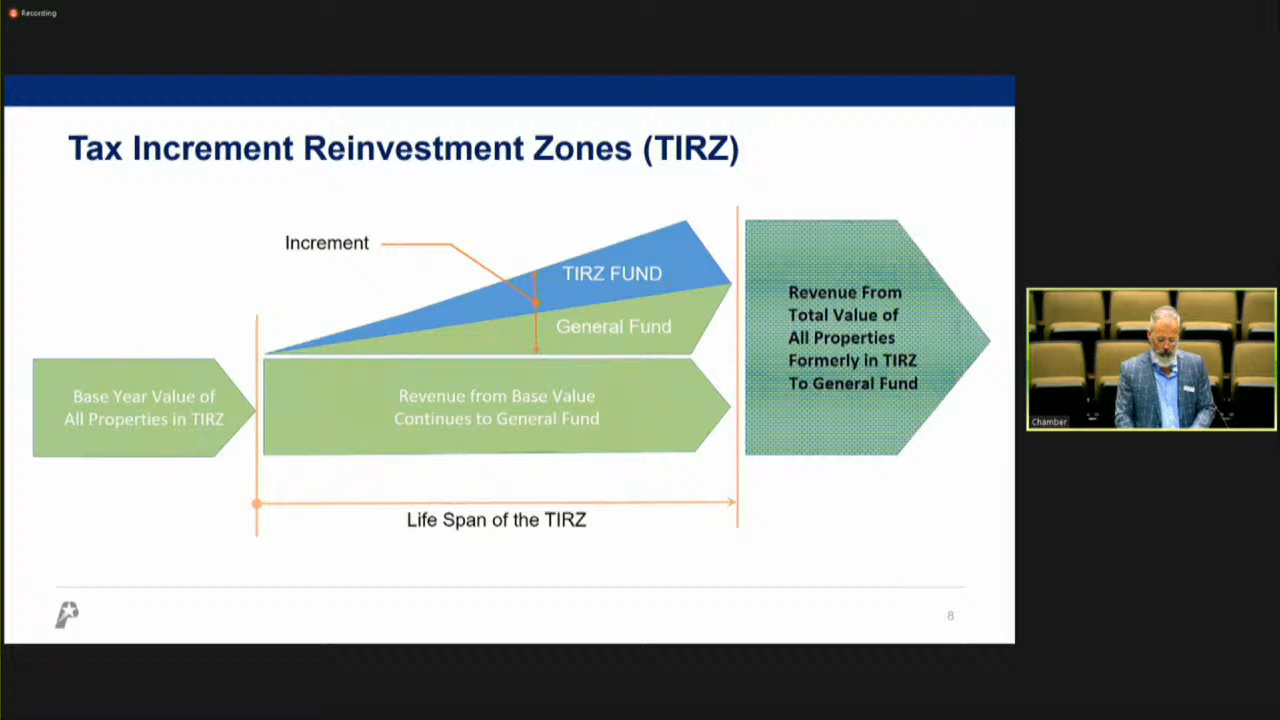 Recording
Tax Increment Reinvestment Zones (TIRZ)
Increment
TIRZ FUND
General Fund
Base Year Value of
All Properties in TIRZ
Revenue from Base Value
Continues to General Fund
Revenue From
Total Value of
All Properties
Formerly in TIRZ
To General Fund
Life Span of the TIRZ
8
Chamber